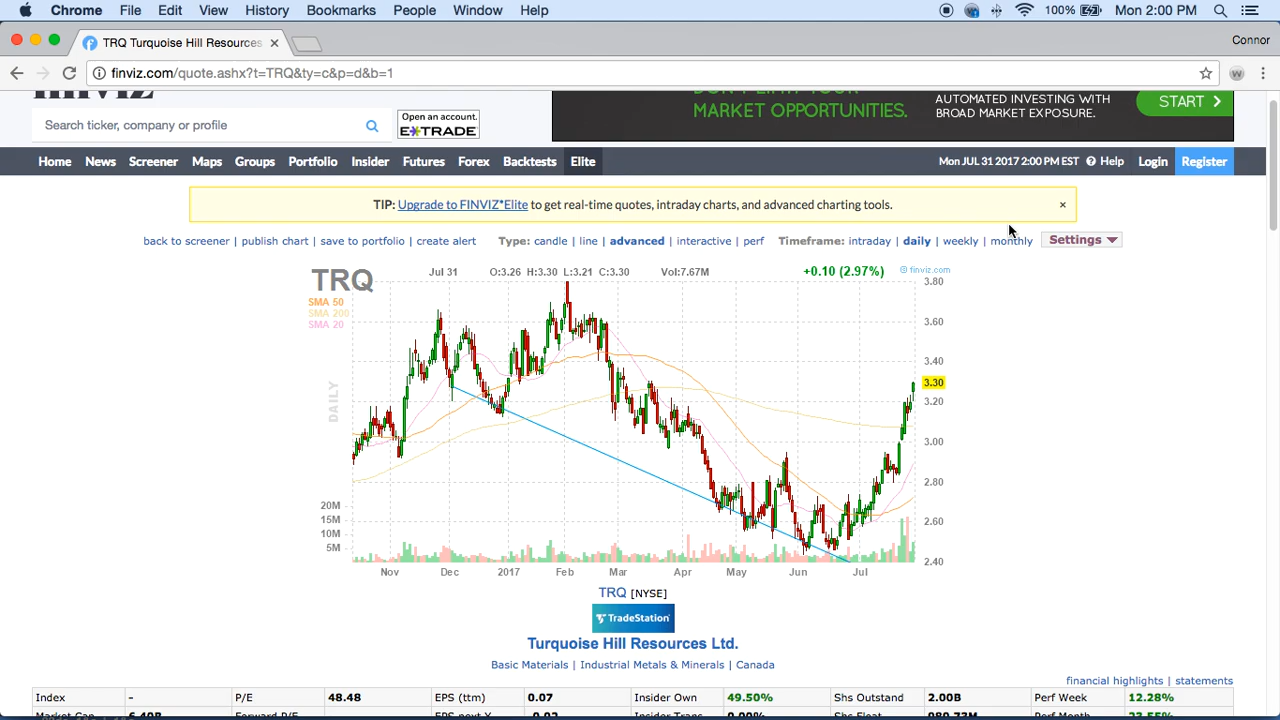 Chrome File Edit View History Bookmarks People Window Help 100% Mon 2:00 PM
TRQ Turquoise Hill Resources Connor
finviz.com/quote.ashx?t=TRQ&ty=c&p=d&b=1
finviz
Search ticker, company or profile
Open an account.
E*TRADE
MARKET OPPORTUNITIES.
AUTOMATED INVESTING WITH
BROAD MARKET EXPOSURE.
START
Home News Screener Maps Groups Portfolio Insider Futures Forex Backtests Elite Mon JUL 31 2017 2:00 PM EST Help Login Register
TIP: Upgrade to FINVIZ*Elite to get real-time quotes, intraday charts, and advanced charting tools. ×
back to screener | publish chart | save to portfolio | create alert Type: candle | line | advanced | interactive | perf Timeframe: intraday | daily | weekly | monthly Settings
TRQ Jul 31 O:3.26 H:3.30 L:3.21 C:3.30 Vol:7.67M +0.10 (2.97%) © finviz.com
SMA 50
SMA 200
SMA 20
DAILY
3.80
3.60
3.40
3.30
3.20
3.00
2.80
2.60
2.40
20M
15M
10M
5M
Nov Dec 2017 Feb Mar Apr May Jun Jul
TRQ [NYSE]
TradeStation
Turquoise Hill Resources Ltd.
Basic Materials | Industrial Metals & Minerals | Canada
financial highlights | statements
Index - P/E 48.48 EPS (ttm) 0.07 Insider Own 49.50% Shs Outstand 2.00B Perf Week 12.28%